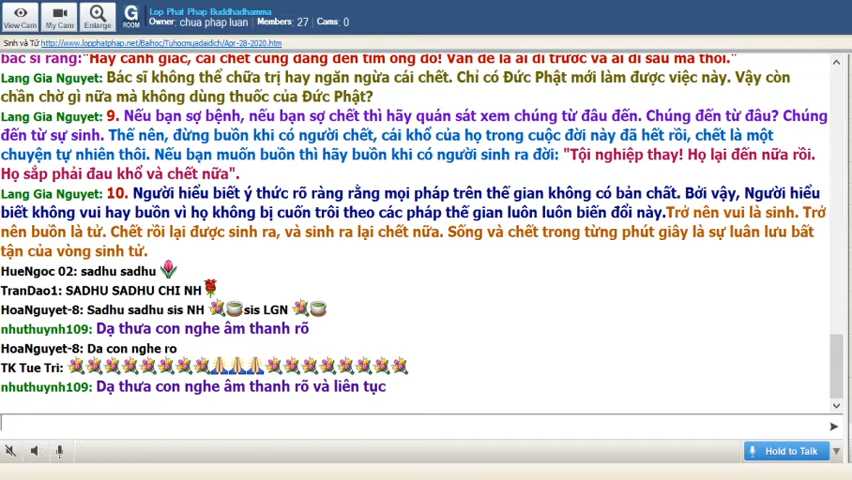 Lop Phat Phap Buddhadhamma
Owner: chua phap luan Members: 27 Cams: 0
View Cam My Cam Enlarge G ROOM
Sinh và Tử http://www.lopphatphap.net/Baihoc/Tuhocmuadaidich/Apr-28-2020.htm
bác sĩ rằng:"Hãy cảnh giác, cái chết cũng đang đến tìm ông đó! Vấn đề là ai đi trước và ai đi sau mà thôi."
Lang Gia Nguyet: Bác sĩ không thể chữa trị hay ngăn ngừa cái chết. Chỉ có Đức Phật mới làm được việc này. Vậy còn
chần chờ gì nữa mà không dùng thuốc của Đức Phật?
Lang Gia Nguyet: 9. Nếu bạn sợ bệnh, nếu bạn sợ chết thì hãy quán sát xem chúng từ đâu đến. Chúng đến từ đâu? Chúng
đến từ sự sinh. Thế nên, đừng buồn khi có người chết, cái khổ của họ trong cuộc đời này đã hết rồi, chết là một
chuyện tự nhiên thôi. Nếu bạn muốn buồn thì hãy buồn khi có người sinh ra đời: "Tội nghiệp thay! Họ lại đến nữa rồi.
Họ sắp phải đau khổ và chết nữa".
Lang Gia Nguyet: 10. Người hiểu biết ý thức rõ ràng rằng mọi pháp trên thế gian không có bản chất. Bởi vậy, Người hiểu
biết không vui hay buồn vì họ không bị cuốn trôi theo các pháp thế gian luôn luôn biến đổi này.Trở nên vui là sinh. Trở
nên buồn là tử. Chết rồi lại được sinh ra, và sinh ra lại chết nữa. Sống và chết trong từng phút giây là sự luân lưu bất
tận của vòng sinh tử.
HueNgoc 02: sadhu sadhu
TranDao1: SADHU SADHU CHI NH
HoaNguyet-8: Sadhu sadhu sis NH sis LGN
nhuthuynh109: Dạ thưa con nghe âm thanh rõ
HoaNguyet-8: Da con nghe ro
TK Tue Tri:
nhuthuynh109: Dạ thưa con nghe âm thanh rõ và liên tục
Hold to Talk